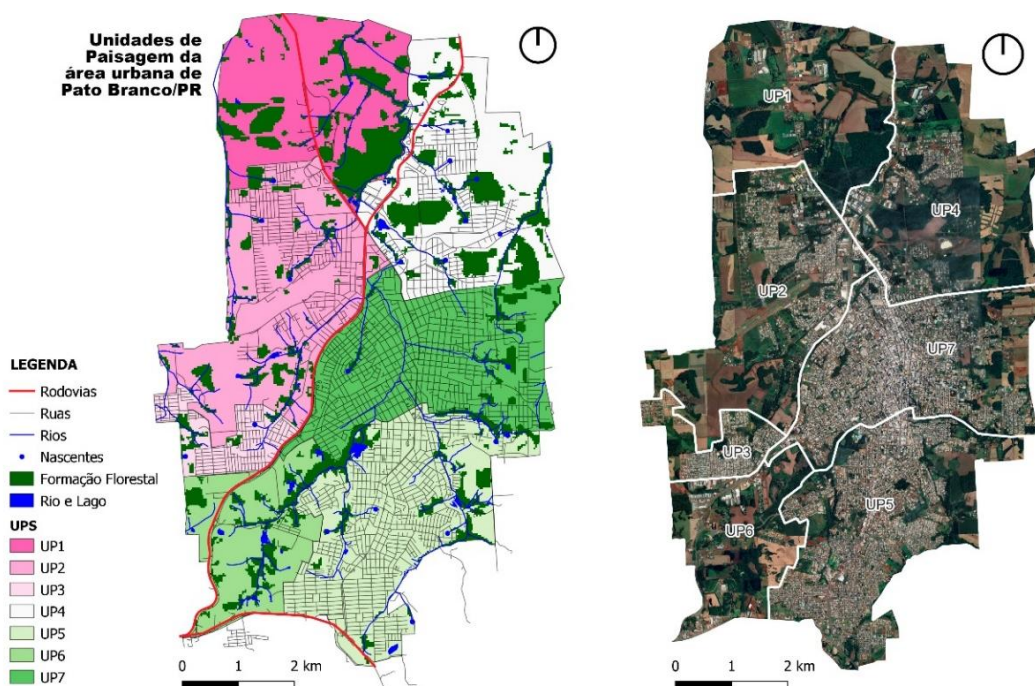 Unidades de
Paisagem da
área urbana de
Pato Branco/PR
LEGENDA
Rodovias
Ruas
Rios
Nascentes
Formação Florestal
Rio e Lago
UPS
UP1
UP2
UP3
UP4
UP5
UP6
UP7
0 1 2 km
UP1
UP4
UP2
UP7
UP3
UP5
UP6
0 1 2 km